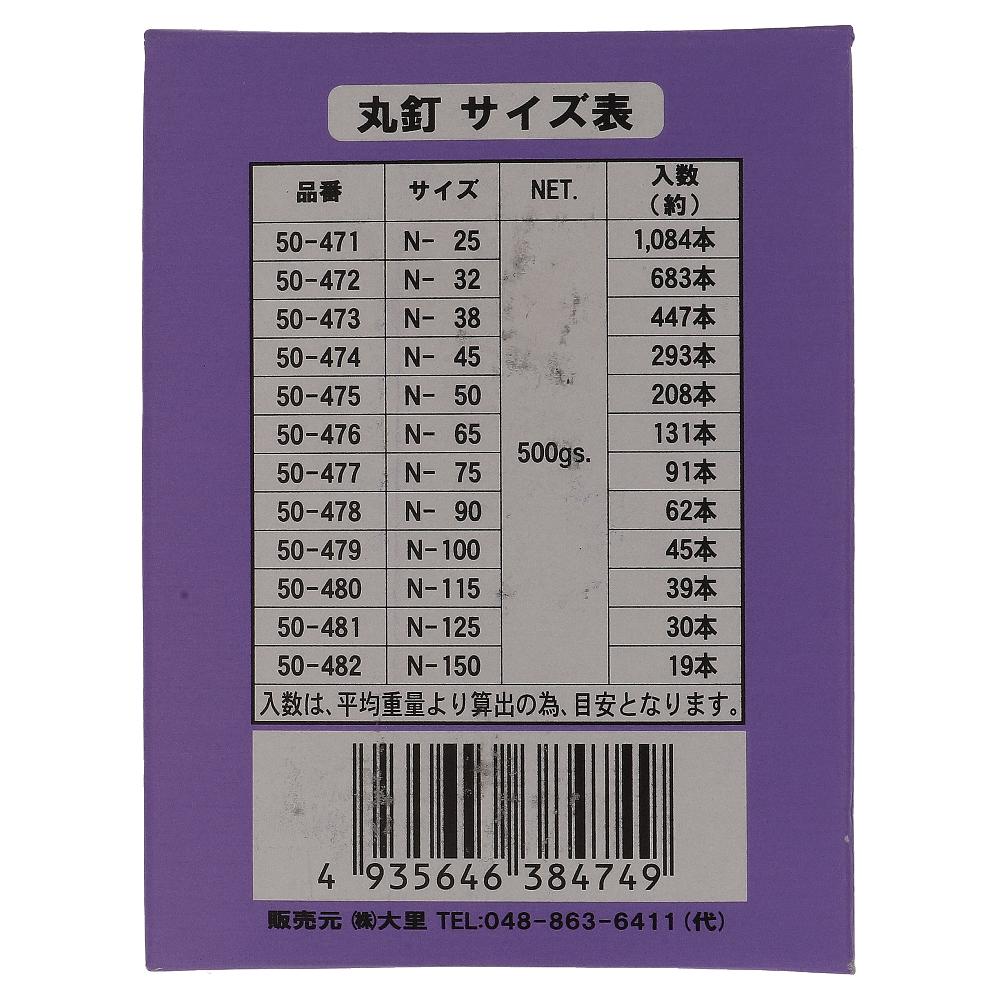 丸釘 サイズ表
品番 サイズ NET. 入数(約)
50-471 N- 25 1,084本
50-472 N- 32 683本
50-473 N- 38 447本
50-474 N- 45 293本
50-475 N- 50 208本
50-476 N- 65 131本
500gs.
50-477 N- 75 91本
50-478 N- 90 62本
50-479 N-100 45本
50-480 N-115 39本
50-481 N-125 30本
50-482 N-150 19本
入数は、平均重量より算出の為、目安となります。
4 935646 384749
販売元 ㈱大里 TEL:048-863-6411(代)